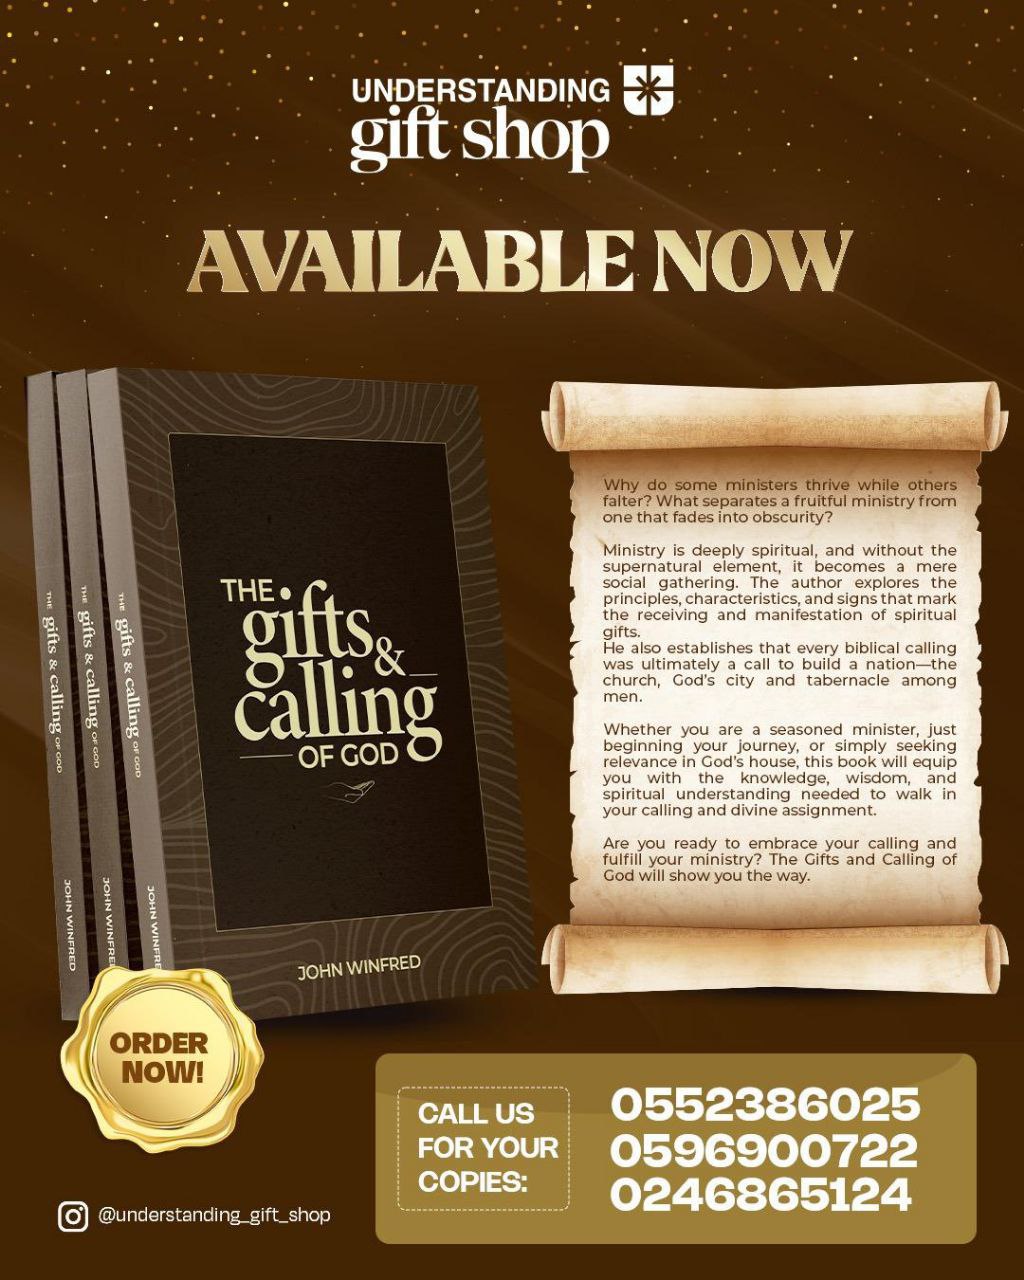 UNDERSTANDING
gift shop
AVAILABLE NOW
THE gifts & calling OF GOD
JOHN WINFRED
THE gifts & calling OF GOD
JOHN WINFRED
THE gifts & calling OF GOD
JOHN WINFRED
THE
gifts &
calling
OF GOD
JOHN WINFRED
Why do some ministers thrive while others
falter? What separates a fruitful ministry from
one that fades into obscurity?
Ministry is deeply spiritual, and without the
supernatural element, it becomes a mere
social gathering. The author explores the
principles, characteristics, and signs that mark
the receiving and manifestation of spiritual
gifts.
He also establishes that every biblical calling
was ultimately a call to build a nation—the
church, God's city and tabernacle among
men.
Whether you are a seasoned minister, just
beginning your journey, or simply seeking
relevance in God's house, this book will equip
you with the knowledge, wisdom, and
spiritual understanding needed to walk in
your calling and divine assignment.
Are you ready to embrace your calling and
fulfill your ministry? The Gifts and Calling of
God will show you the way.
ORDER
NOW!
CALL US
FOR YOUR
COPIES:
0552386025
0596900722
0246865124
@understanding_gift_shop